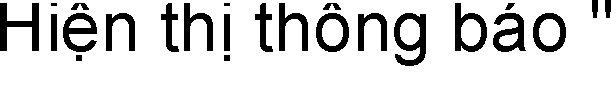 Hiện thị thông báo "